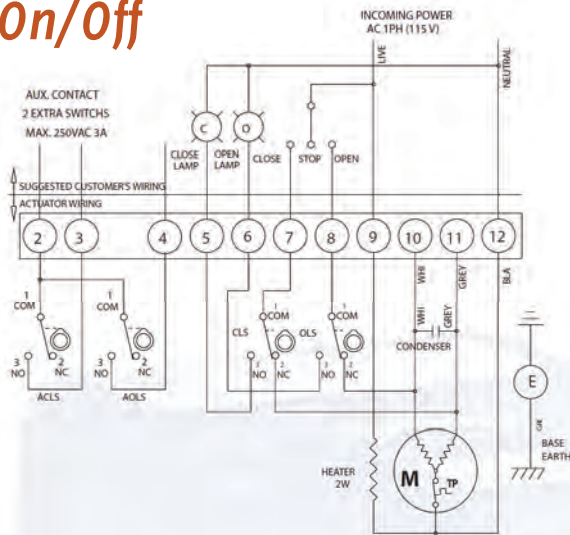 On/Off
INCOMING POWER
AC 1PH (115 V)
LIVE
NEUTRAL
AUX. CONTACT
2 EXTRA SWITCHS
MAX. 250VAC 3A
C
O
CLOSE
LAMP
OPEN
LAMP
CLOSE
STOP
OPEN
SUGGESTED CUSTOMER'S WIRING
ACTUATOR WIRING
2
3
4
5
6
7
8
9
10
11
12
WHI
GREY
BLA
1
COM
1
COM
1
COM
1
COM
WHI
GREY
CLS
OLS
CONDENSER
3
NO
2
NC
3
NO
2
NC
3
NO
2
NC
3
NO
2
NC
ACLS
AOLS
E
BASE
EARTH
HEATER
2W
M
TP